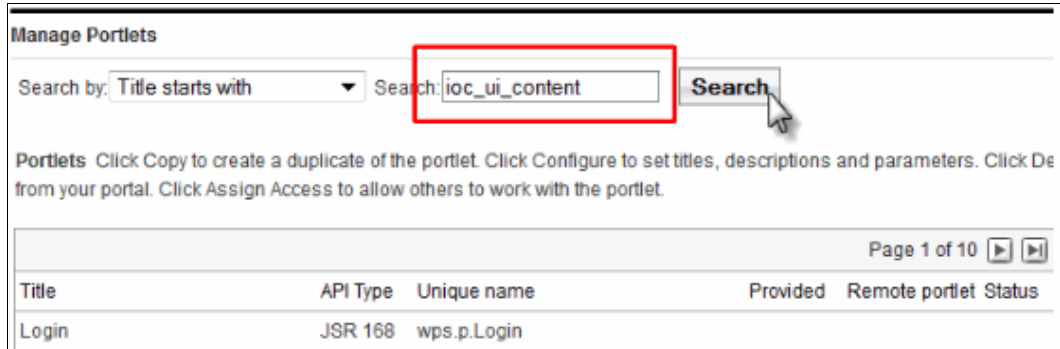 Manage Portlets
Search by: Title starts with Search: ioc_ui_content Search
Portlets Click Copy to create a duplicate of the portlet. Click Configure to set titles, descriptions and parameters. Click De
from your portal. Click Assign Access to allow others to work with the portlet.
Page 1 of 10
Title API Type Unique name Provided Remote portlet Status
Login JSR 168 wps.p.Login